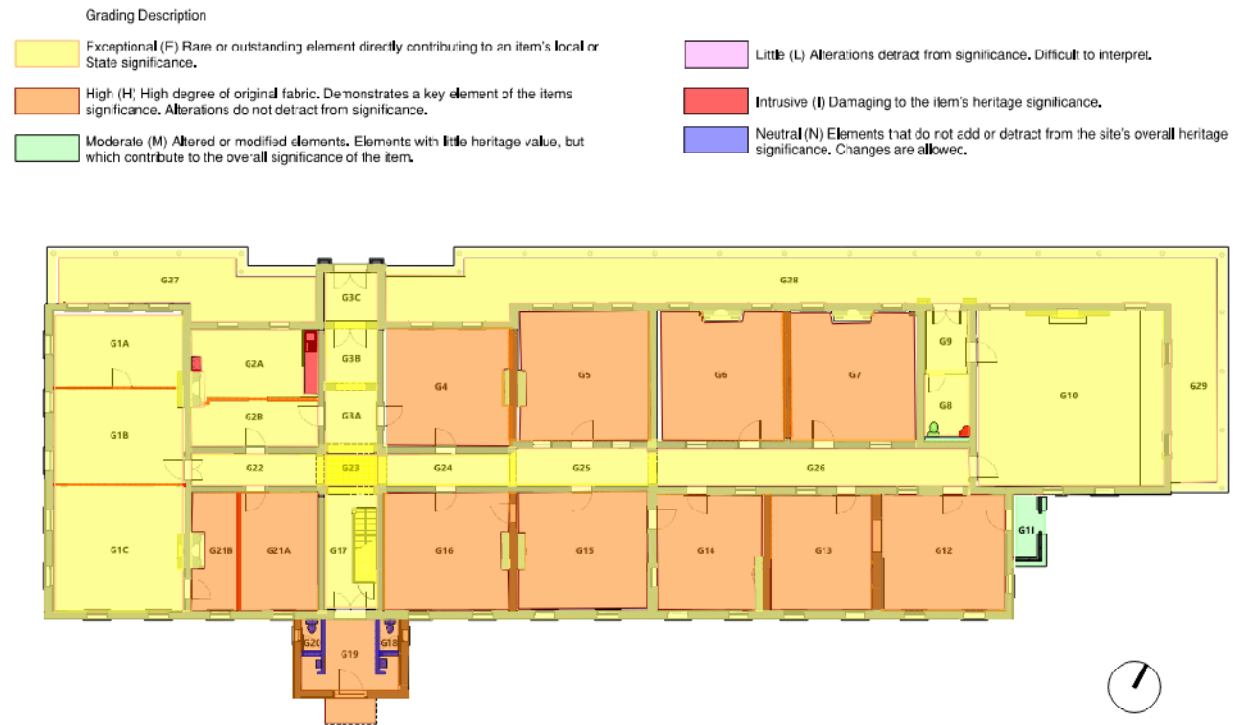 Grading Description
Exceptional (E) Rare or outstanding element directly contributing to an item's local or
State significance.
High (H) High degree of original fabric. Demonstrates a key element of the items
significance. Alterations do not detract from significance.
Moderate (M) Altered or modified elements. Elements with little heritage value, but
which contribute to the overall significance of the item.
Little (L) Alterations detract from significance. Difficult to interpret.
Intrusive (I) Damaging to the item's heritage significance.
Neutral (N) Elements that do not add or detract from the site's overall heritage
significance. Changes are allowed.
G27
G28
G3C
G1A
G2A
G3B
G4
G5
G6
G7
G9
G10
G29
G1B
G2B
G3A
G8
G22
G23
G24
G25
G26
G1C
G21B
G21A
G17
G16
G15
G14
G13
G12
G11
G20
G19
G18